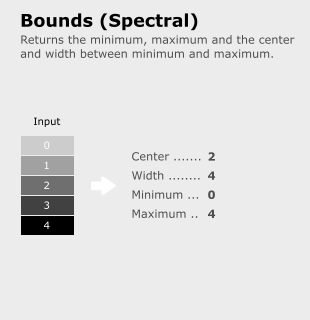 Bounds (Spectral)
Returns the minimum, maximum and the center
and width between minimum and maximum.
Input
0
1
2
3
4
Center ....... 2
Width ........ 4
Minimum ... 0
Maximum .. 4